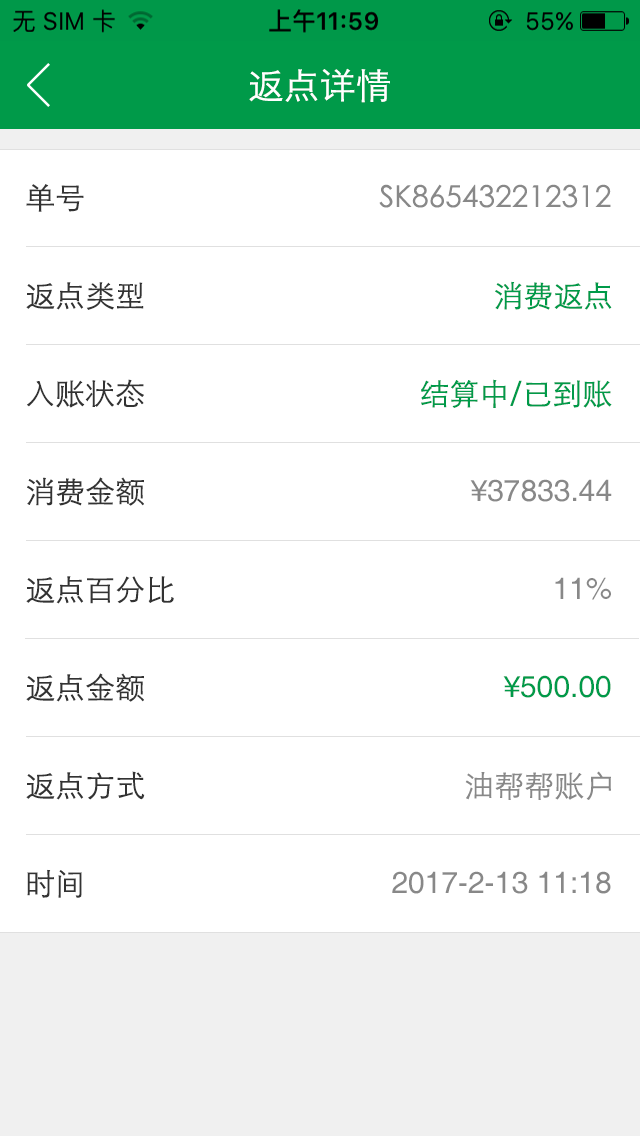 无 SIM 卡 上午11:59 55%
返点详情
单号 SK865432212312
返点类型 消费返点
入账状态 结算中/已到账
消费金额 ¥37833.44
返点百分比 11%
返点金额 ¥500.00
返点方式 油帮帮账户
时间 2017-2-13 11:18